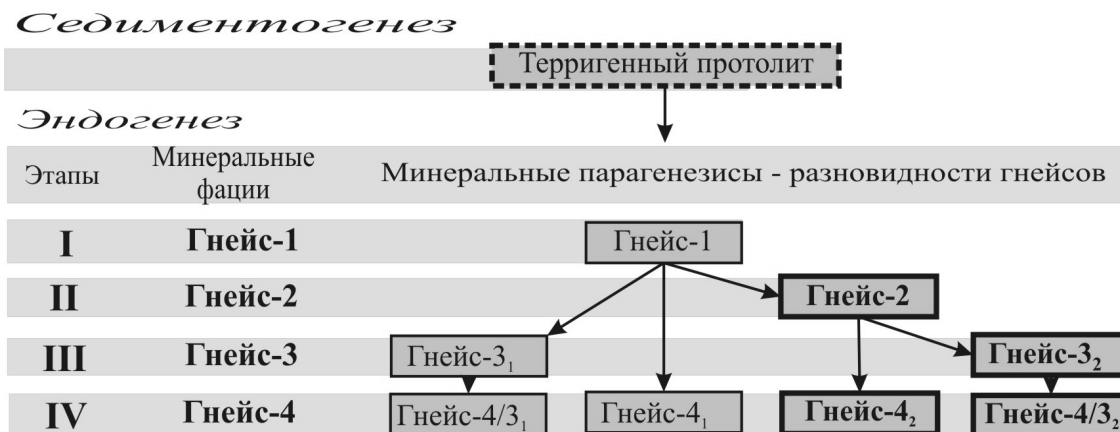 Седиментогенез
Терригенный протолит
Эндогенез
Этапы
Минеральные
фации
Минеральные парагенезисы - разновидности гнейсов
I Гнейс-1 Гнейс-1
II Гнейс-2 Гнейс-2
III Гнейс-3 Гнейс-3₁ Гнейс-3₂
IV Гнейс-4 Гнейс-4/3₁ Гнейс-4₁ Гнейс-4₂ Гнейс-4/3₂